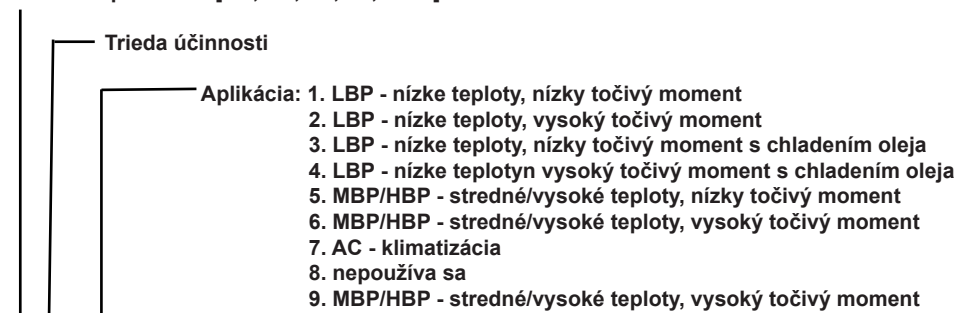 Trieda účinnosti
Aplikácia: 1. LBP - nízke teploty, nízky točivý moment
2. LBP - nízke teploty, vysoký točivý moment
3. LBP - nízke teploty, nízky točivý moment s chladením oleja
4. LBP - nízke teplotyn vysoký točivý moment s chladením oleja
5. MBP/HBP - stredné/vysoké teploty, nízky točivý moment
6. MBP/HBP - stredné/vysoké teploty, vysoký točivý moment
7. AC - klimatizácia
8. nepoužíva sa
9. MBP/HBP - stredné/vysoké teploty, vysoký točivý moment